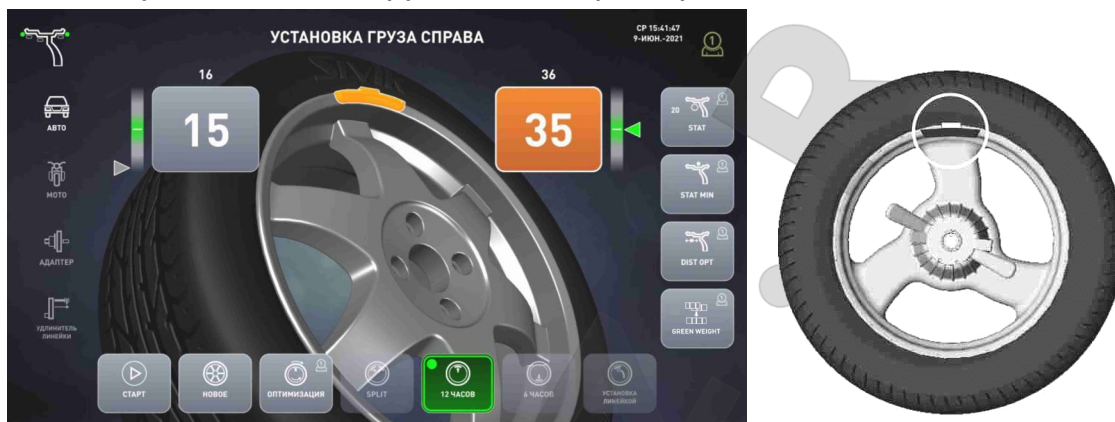 УСТАНОВКА ГРУЗА СПРАВА
СР 15:41:47
9-ИЮН.-2021
1
16
36
15
35
АВТО
МОТО
АДАПТЕР
УДЛИНИТЕЛЬ
ЛИНЕЙКИ
20
STAT
STAT MIN
DIST OPT
GREEN WEIGHT
СТАРТ
НОВОЕ
ОПТИМИЗАЦИЯ
SPLIT
12 ЧАСОВ
6 ЧАСОВ
УСТАНОВКА
ЛИНЕЙКОЙ